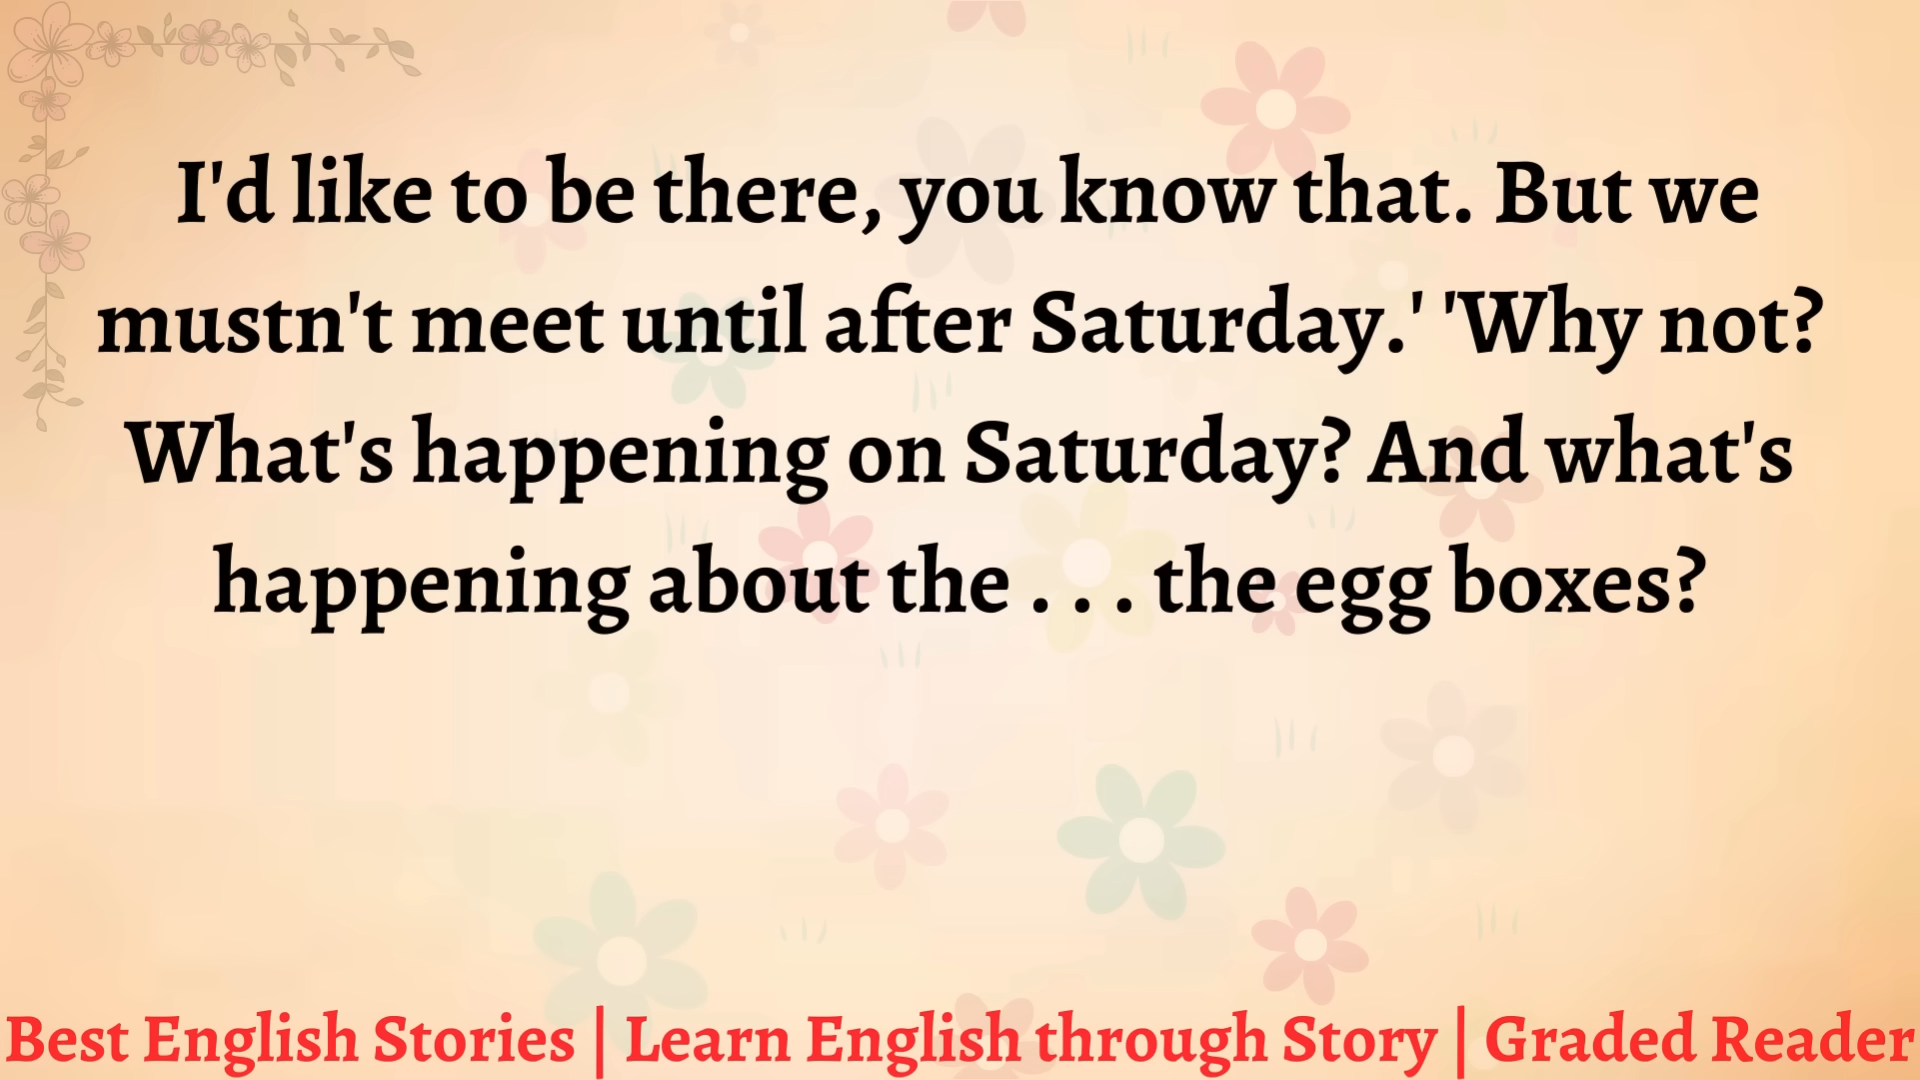 I'd like to be there, you know that. But we
mustn't meet until after Saturday.' 'Why not?
What's happening on Saturday? And what's
happening about the . . . the egg boxes?
Best English Stories | Learn English through Story | Graded Reader